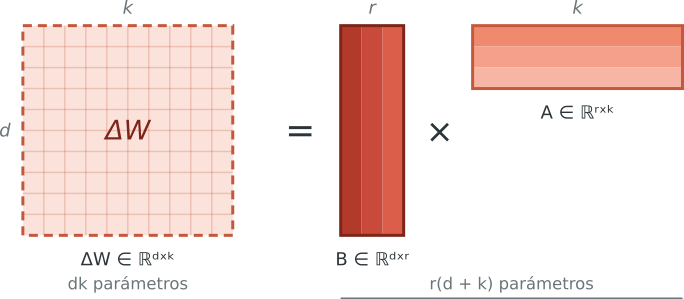 k
r
k
d
ΔW
=
×
A ∈ ℝʳˣᵏ
ΔW ∈ ℝᵈˣᵏ
B ∈ ℝᵈˣʳ
dk parámetros
r(d + k) parámetros